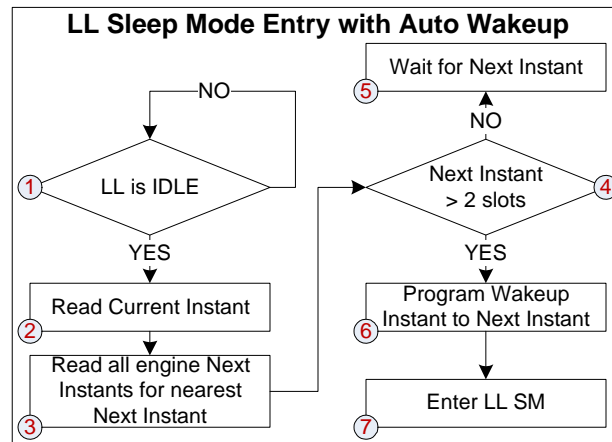 LL Sleep Mode Entry with Auto Wakeup
NO
1
LL is IDLE
YES
Read Current Instant
2
Read all engine Next
Instants for nearest
Next Instant
3
Wait for Next Instant
5
NO
Next Instant
> 2 slots
4
YES
Program Wakeup
Instant to Next Instant
6
Enter LL SM
7